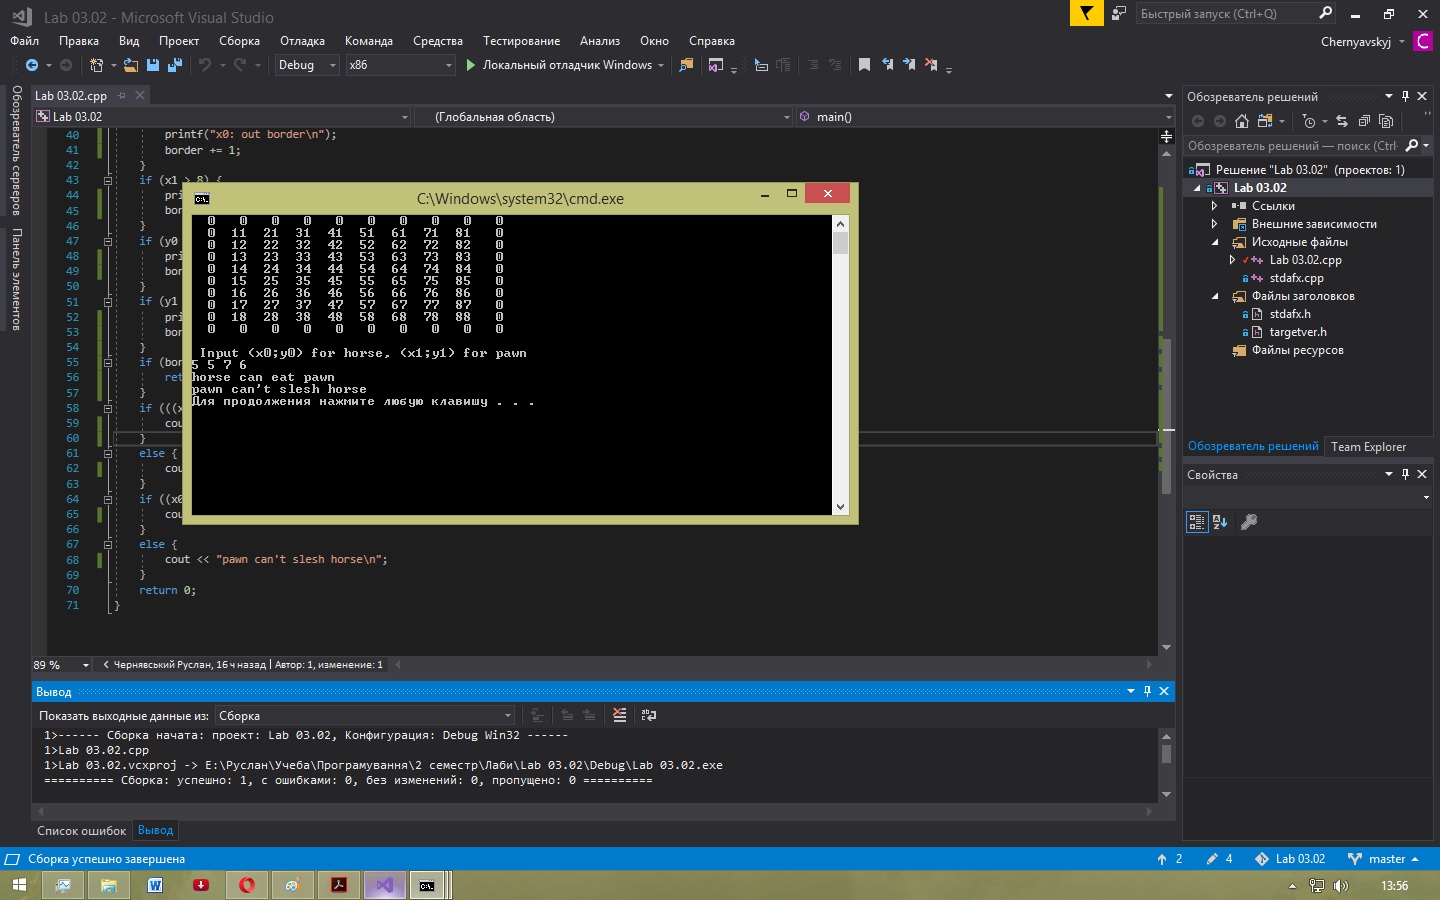 Lab 03.02 - Microsoft Visual Studio
Быстрый запуск (Ctrl+Q)
Файл Правка Вид Проект Сборка Отладка Команда Средства Тестирование Анализ Окно Справка
Chernyavskyj C
Debug x86 Локальный отладчик Windows
Обозреватель серверов
Панель элементов
Lab 03.02.cpp
Lab 03.02 (Глобальная область) main()
40 printf("x0: out border\n");
41 border += 1;
42 }
43 if (x1 > 8) {
44 pri
45 bor
46 }
47 if (y0
48 pri
49 bor
50 }
51 if (y1
52 pri
53 bor
54 }
55 if (bor
56 ret
57 }
58 if (((x
59 cou
60 }
61 else {
62 cou
63 }
64 if ((x0
65 cou
66 }
67 else {
68 cout << "pawn can't slesh horse\n";
69 }
70 return 0;
71 }
C:\Windows\system32\cmd.exe
0 0 0 0 0 0 0 0 0 0
0 11 21 31 41 51 61 71 81 0
0 12 22 32 42 52 62 72 82 0
0 13 23 33 43 53 63 73 83 0
0 14 24 34 44 54 64 74 84 0
0 15 25 35 45 55 65 75 85 0
0 16 26 36 46 56 66 76 86 0
0 17 27 37 47 57 67 77 87 0
0 18 28 38 48 58 68 78 88 0
0 0 0 0 0 0 0 0 0 0
Input (x0;y0) for horse, (x1;y1) for pawn
5 5 7 6
horse can eat pawn
pawn can't slesh horse
Для продолжения нажмите любую клавишу . . .
89 % Чернявський Руслан, 16 ч назад | Автор: 1, изменение: 1
Вывод
Показать выходные данные из: Сборка
1>------ Сборка начата: проект: Lab 03.02, Конфигурация: Debug Win32 ------
1>Lab 03.02.cpp
1>Lab 03.02.vcxproj -> E:\Руслан\Учеба\Програмування\2 семестр\Лаби\Lab 03.02\Debug\Lab 03.02.exe
========== Сборка: успешно: 1, с ошибками: 0, без изменений: 0, пропущено: 0 ==========
Список ошибок Вывод
Обозреватель решений
Обозреватель решений — поиск (Ctrl-
Решение "Lab 03.02" (проектов: 1)
Lab 03.02
Ссылки
Внешние зависимости
Исходные файлы
Lab 03.02.cpp
stdafx.cpp
Файлы заголовков
stdafx.h
targetver.h
Файлы ресурсов
Обозреватель решений Team Explorer
Свойства
Сборка успешно завершена 2 4 Lab 03.02 master
13:56